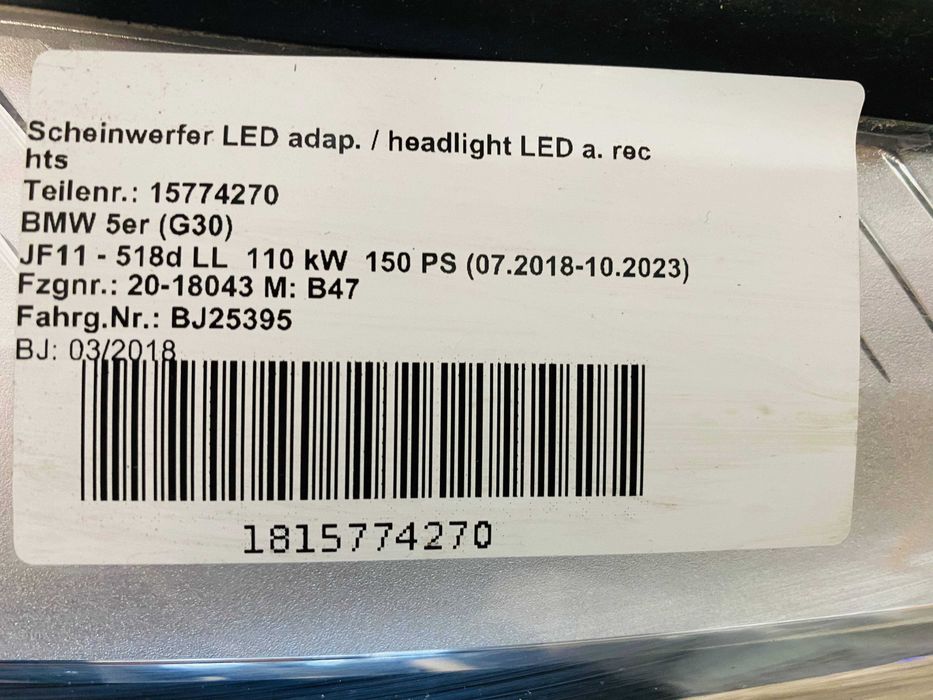 Scheinwerfer LED adap. / headlight LED a. rec
hts
Teilenr.: 15774270
BMW 5er (G30)
JF11 - 518d LL 110 kW 150 PS (07.2018-10.2023)
Fzgnr.: 20-18043 M: B47
Fahrg.Nr.: BJ25395
BJ: 03/2018
1815774270